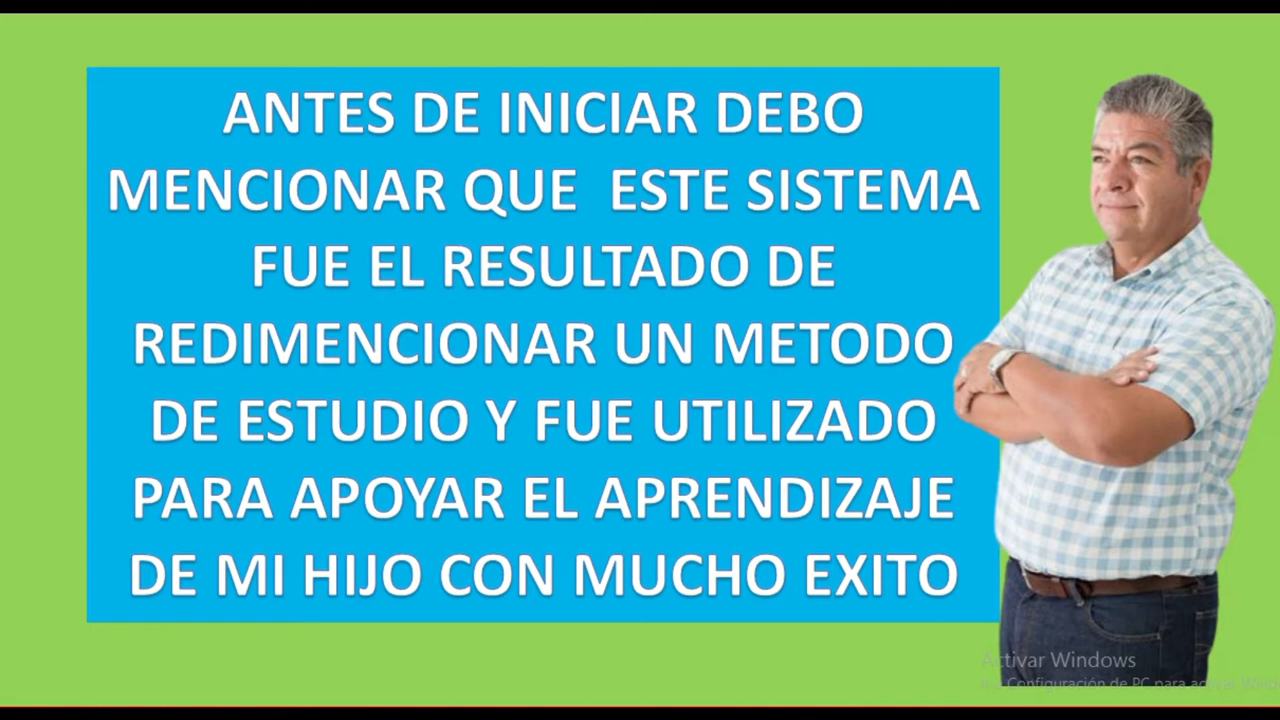 ANTES DE INICIAR DEBO
MENCIONAR QUE ESTE SISTEMA
FUE EL RESULTADO DE
REDIMENCIONAR UN METODO
DE ESTUDIO Y FUE UTILIZADO
PARA APOYAR EL APRENDIZAJE
DE MI HIJO CON MUCHO EXITO
Activar Windows
Configuración de PC para